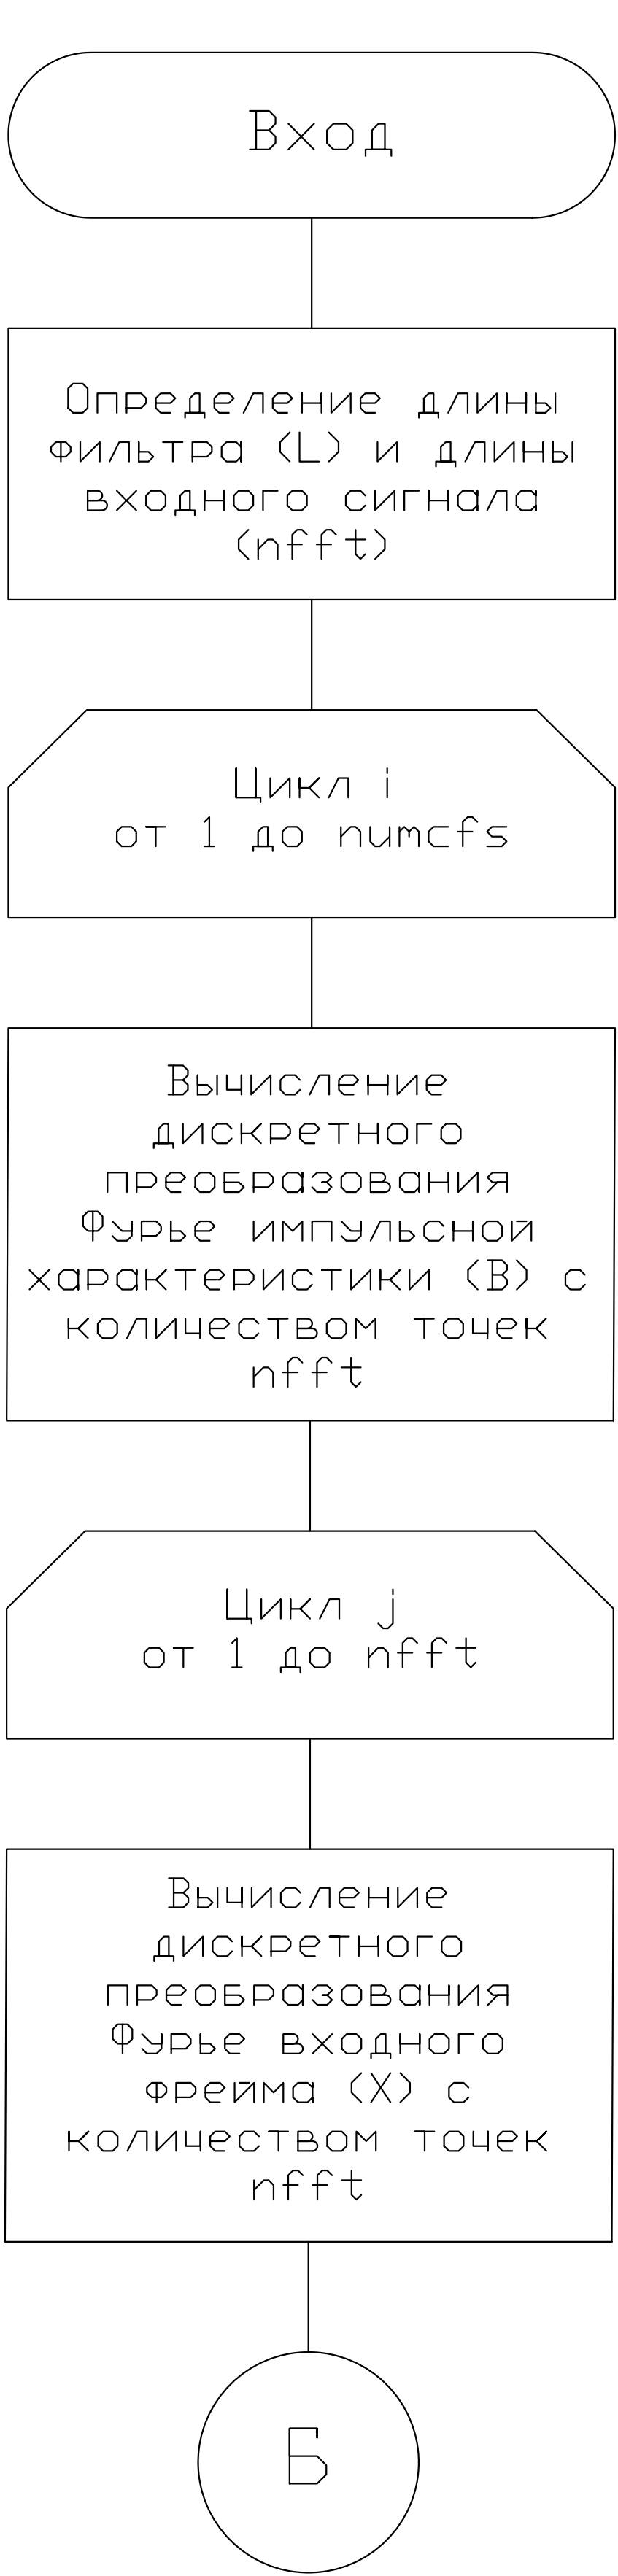 Вход
Определение длины
фильтра (L) и длины
входного сигнала
(nfft)
Цикл i
от 1 до numcfs
Вычисление
дискретного
преобразования
Фурье импульсной
характеристики (B) с
количеством точек
nfft
Цикл j
от 1 до nfft
Вычисление
дискретного
преобразования
Фурье входного
фрейма (X) с
количеством точек
nfft
Б